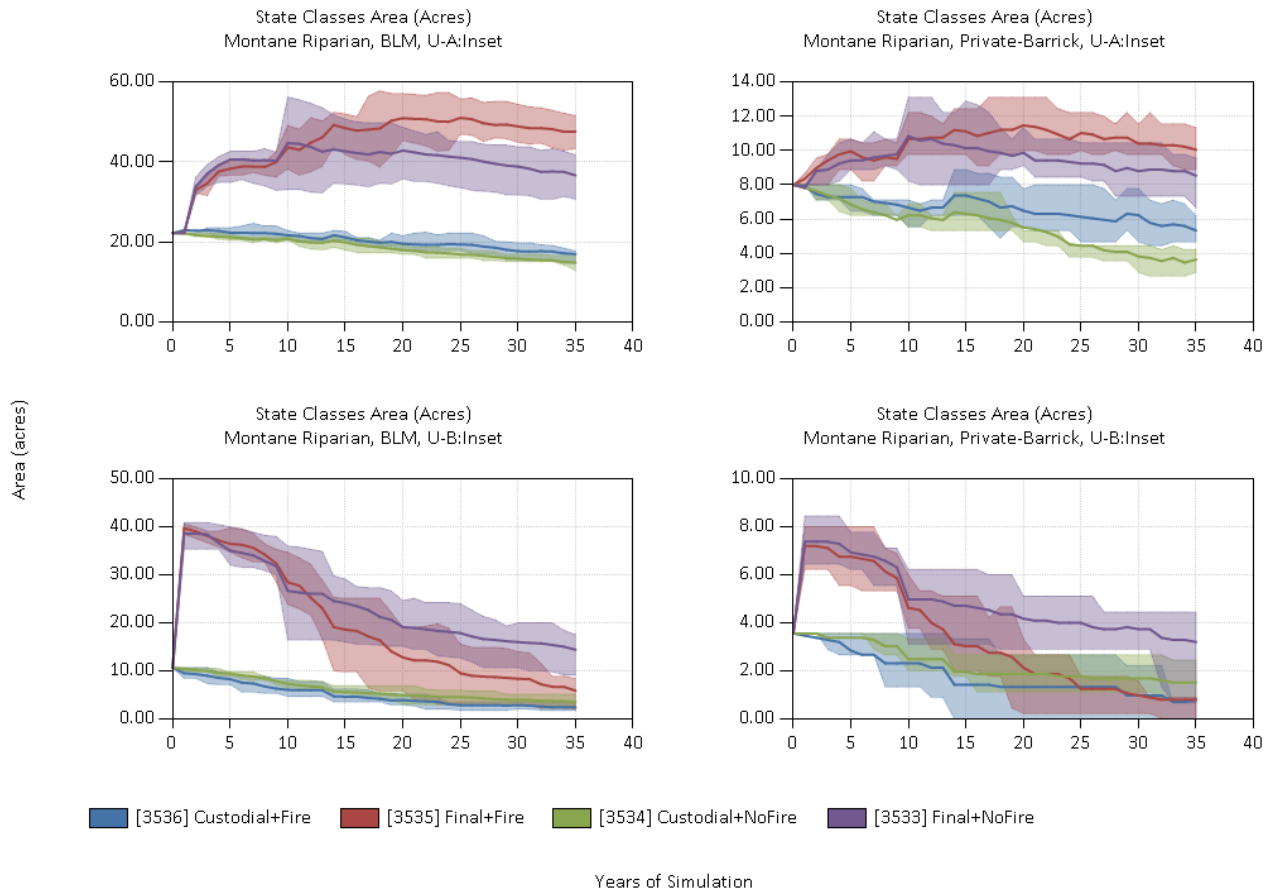 State Classes Area (Acres)
Montane Riparian, BLM, U-A:Inset
60.00
40.00
20.00
0.00
0 5 10 15 20 25 30 35 40
State Classes Area (Acres)
Montane Riparian, Private-Barrick, U-A:Inset
14.00
12.00
10.00
8.00
6.00
4.00
2.00
0.00
0 5 10 15 20 25 30 35 40
Area (acres)
State Classes Area (Acres)
Montane Riparian, BLM, U-B:Inset
50.00
40.00
30.00
20.00
10.00
0.00
0 5 10 15 20 25 30 35 40
State Classes Area (Acres)
Montane Riparian, Private-Barrick, U-B:Inset
10.00
8.00
6.00
4.00
2.00
0.00
0 5 10 15 20 25 30 35 40
[3536] Custodial+Fire [3535] Final+Fire [3534] Custodial+NoFire [3533] Final+NoFire
Years of Simulation